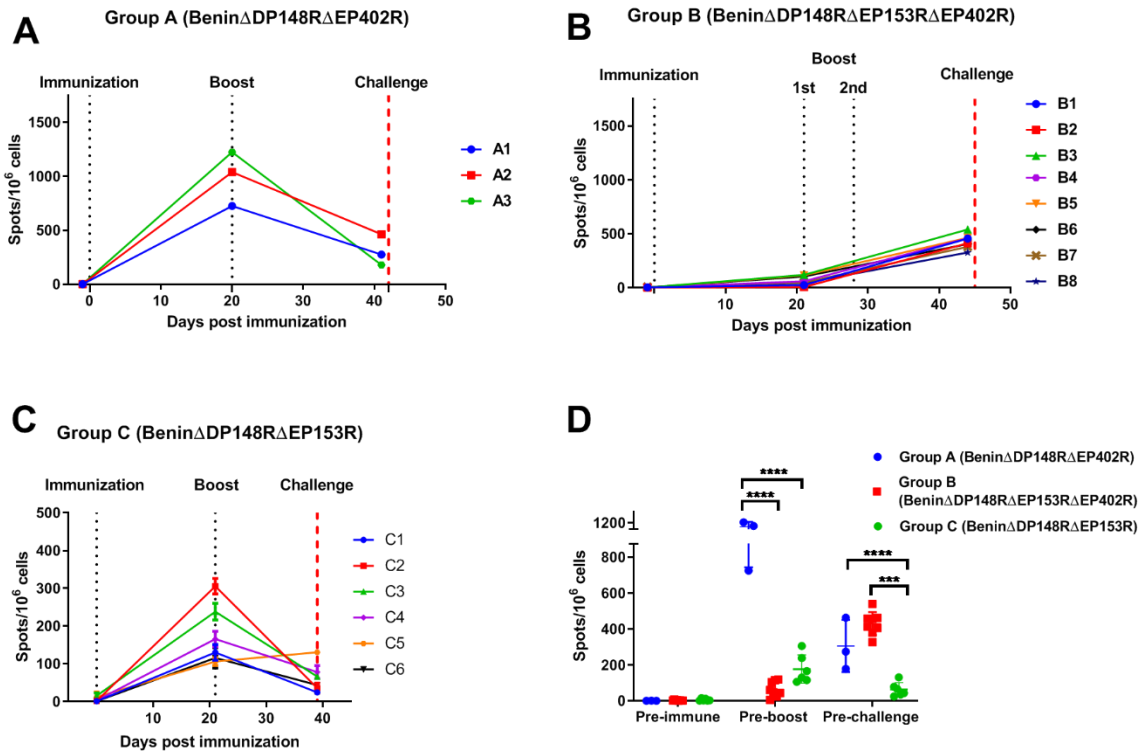 A
Group A (BeninΔDP148RΔEP402R)
Immunization Boost Challenge
1500
1000
500
0
Spots/10⁶ cells
0 10 20 30 40 50
Days post immunization
A1
A2
A3
B
Group B (BeninΔDP148RΔEP153RΔEP402R)
Boost
Immunization Challenge
1st 2nd
1500
1000
500
0
Spots/10⁶ cells
10 20 30 40 50
Days post immunization
B1
B2
B3
B4
B5
B6
B7
B8
C
Group C (BeninΔDP148RΔEP153R)
Immunization Boost Challenge
500
400
300
200
100
0
Spots/10⁶ cells
10 20 30 40
Days post immunization
C1
C2
C3
C4
C5
C6
D
Group A (BeninΔDP148RΔEP402R)
Group B
(BeninΔDP148RΔEP153RΔEP402R)
Group C (BeninΔDP148RΔEP153R)
****
****
****
***
1200
800
600
400
200
0
Spots/10⁶ cells
Pre-immune Pre-boost Pre-challenge